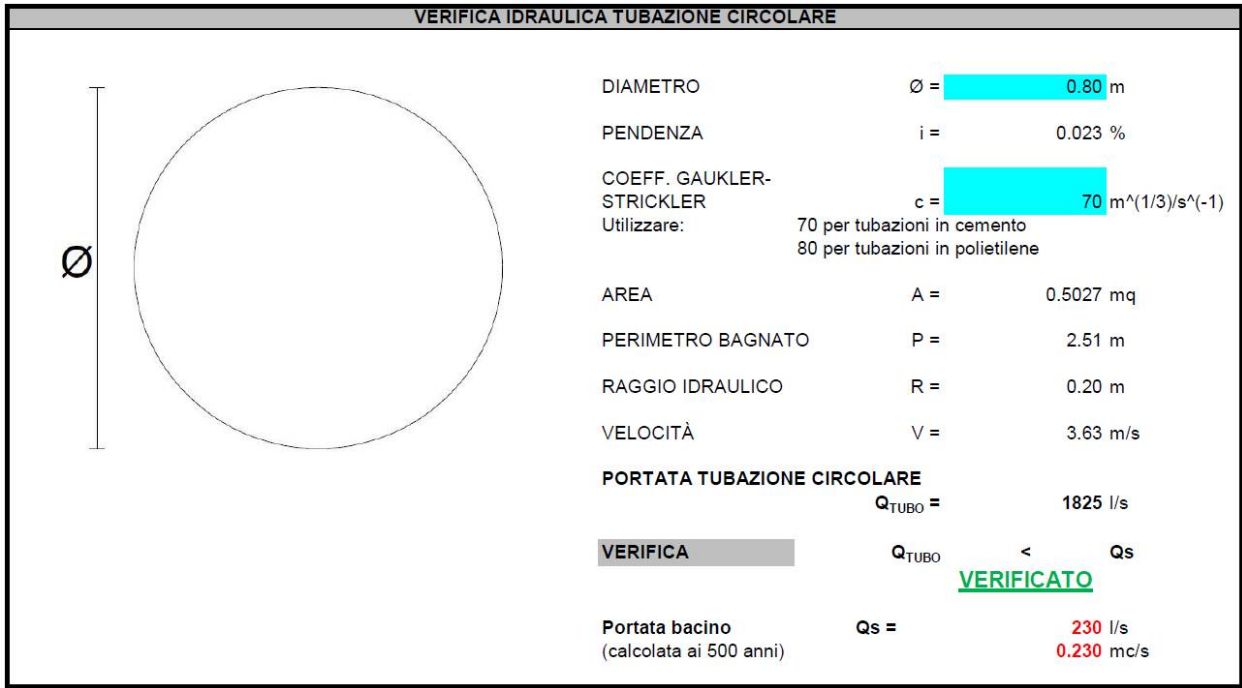 VERIFICA IDRAULICA TUBAZIONE CIRCOLARE
Ø
DIAMETRO Ø = 0.80 m
PENDENZA i = 0.023 %
COEFF. GAUKLER-
STRICKLER c = 70 m^(1/3)/s^(-1)
Utilizzare: 70 per tubazioni in cemento
80 per tubazioni in polietilene
AREA A = 0.5027 mq
PERIMETRO BAGNATO P = 2.51 m
RAGGIO IDRAULICO R = 0.20 m
VELOCITÀ V = 3.63 m/s
PORTATA TUBAZIONE CIRCOLARE
QTUBO = 1825 l/s
VERIFICA QTUBO < Qs
VERIFICATO
Portata bacino Qs = 230 l/s
(calcolata ai 500 anni) 0.230 mc/s